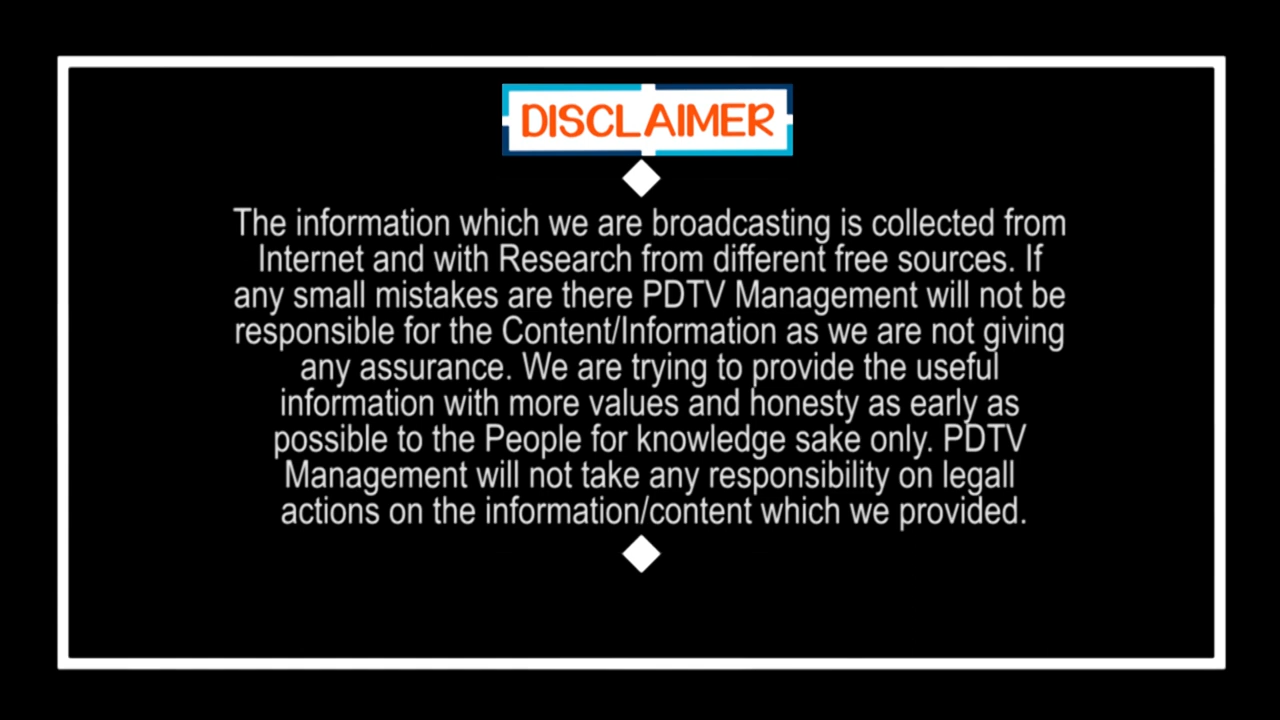 DISCLAIMER
The information which we are broadcasting is collected from
Internet and with Research from different free sources. If
any small mistakes are there PDTV Management will not be
responsible for the Content/Information as we are not giving
any assurance. We are trying to provide the useful
information with more values and honesty as early as
possible to the People for knowledge sake only. PDTV
Management will not take any responsibility on legall
actions on the information/content which we provided.